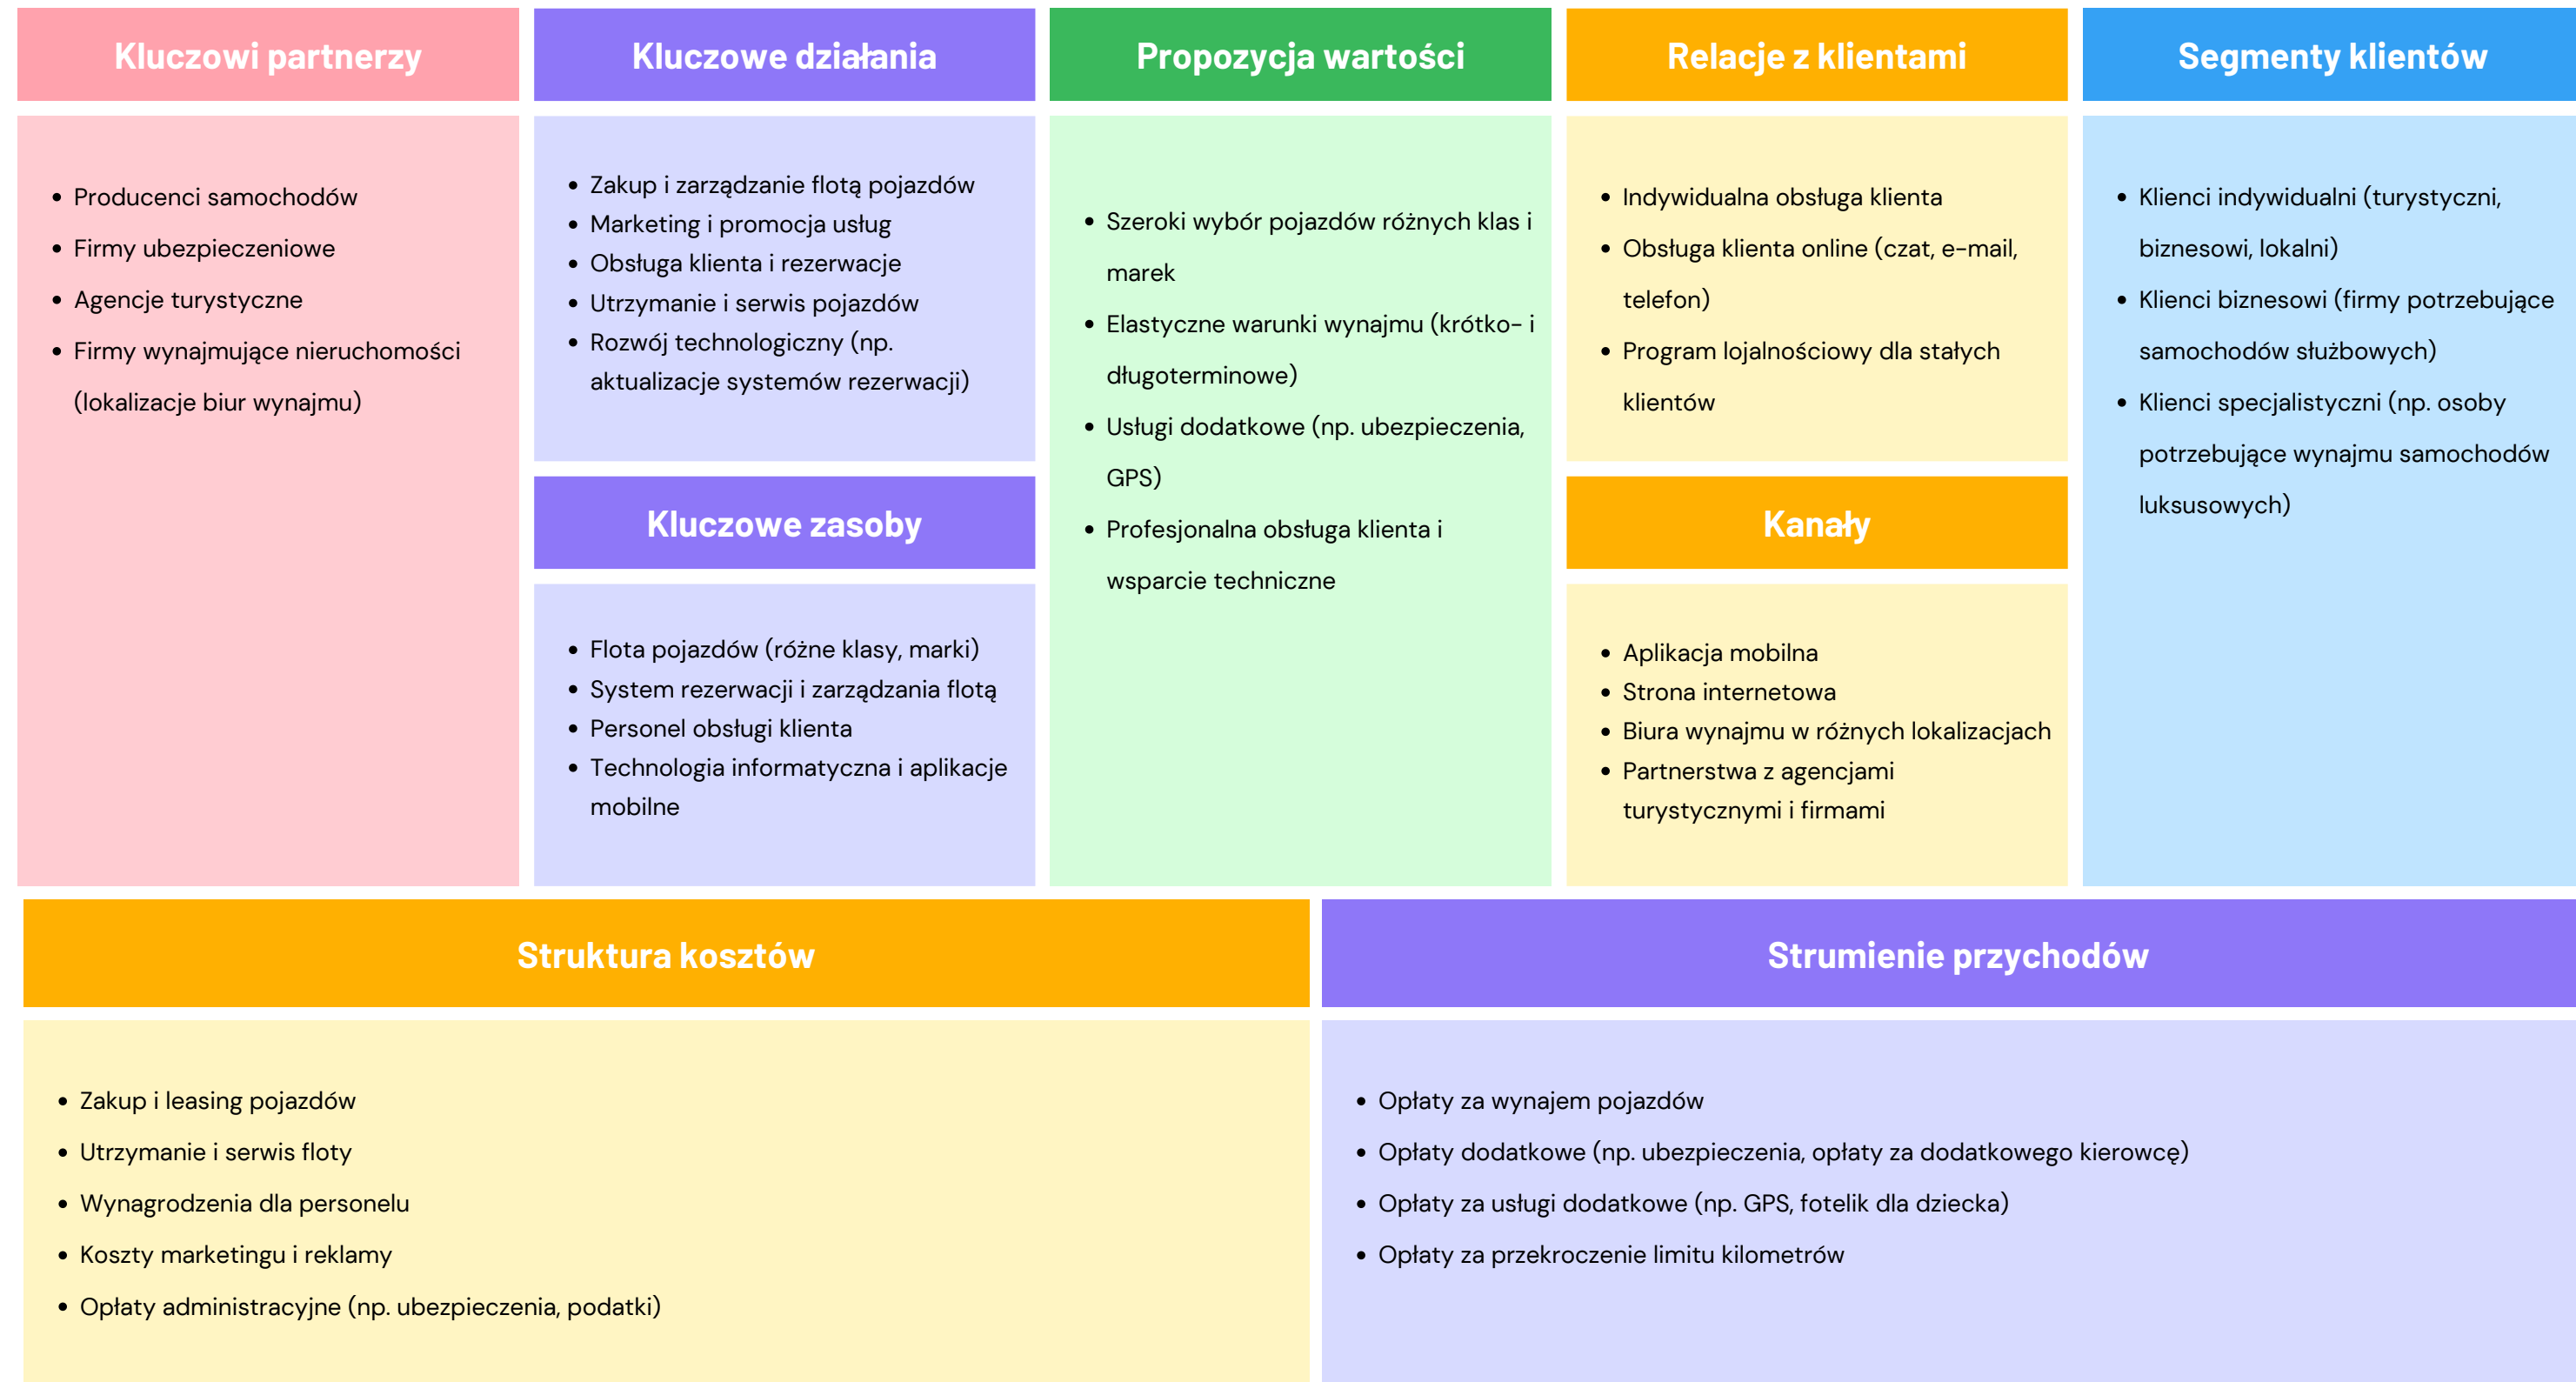 Kluczowi partnerzy
Producenci samochodów
Firmy ubezpieczeniowe
Agencje turystyczne
Firmy wynajmujące nieruchomości
(lokalizacje biur wynajmu)
Kluczowe działania
Zakup i zarządzanie flotą pojazdów
Marketing i promocja usług
Obsługa klienta i rezerwacje
Utrzymanie i serwis pojazdów
Rozwój technologiczny (np.
aktualizacje systemów rezerwacji)
Kluczowe zasoby
Flota pojazdów (różne klasy, marki)
System rezerwacji i zarządzania flotą
Personel obsługi klienta
Technologia informatyczna i aplikacje
mobilne
Propozycja wartości
Szeroki wybór pojazdów różnych klas i
marek
Elastyczne warunki wynajmu (krótko- i
długoterminowe)
Usługi dodatkowe (np. ubezpieczenia,
GPS)
Profesjonalna obsługa klienta i
wsparcie techniczne
Relacje z klientami
Indywidualna obsługa klienta
Obsługa klienta online (czat, e-mail,
telefon)
Program lojalnościowy dla stałych
klientów
Kanały
Aplikacja mobilna
Strona internetowa
Biura wynajmu w różnych lokalizacjach
Partnerstwa z agencjami
turystycznymi i firmami
Segmenty klientów
Klienci indywidualni (turystyczni,
biznesowi, lokalni)
Klienci biznesowi (firmy potrzebujące
samochodów służbowych)
Klienci specjalistyczni (np. osoby
potrzebujące wynajmu samochodów
luksusowych)
Struktura kosztów
Zakup i leasing pojazdów
Utrzymanie i serwis floty
Wynagrodzenia dla personelu
Koszty marketingu i reklamy
Opłaty administracyjne (np. ubezpieczenia, podatki)
Strumienie przychodów
Opłaty za wynajem pojazdów
Opłaty dodatkowe (np. ubezpieczenia, opłaty za dodatkowego kierowcę)
Opłaty za usługi dodatkowe (np. GPS, fotelik dla dziecka)
Opłaty za przekroczenie limitu kilometrów